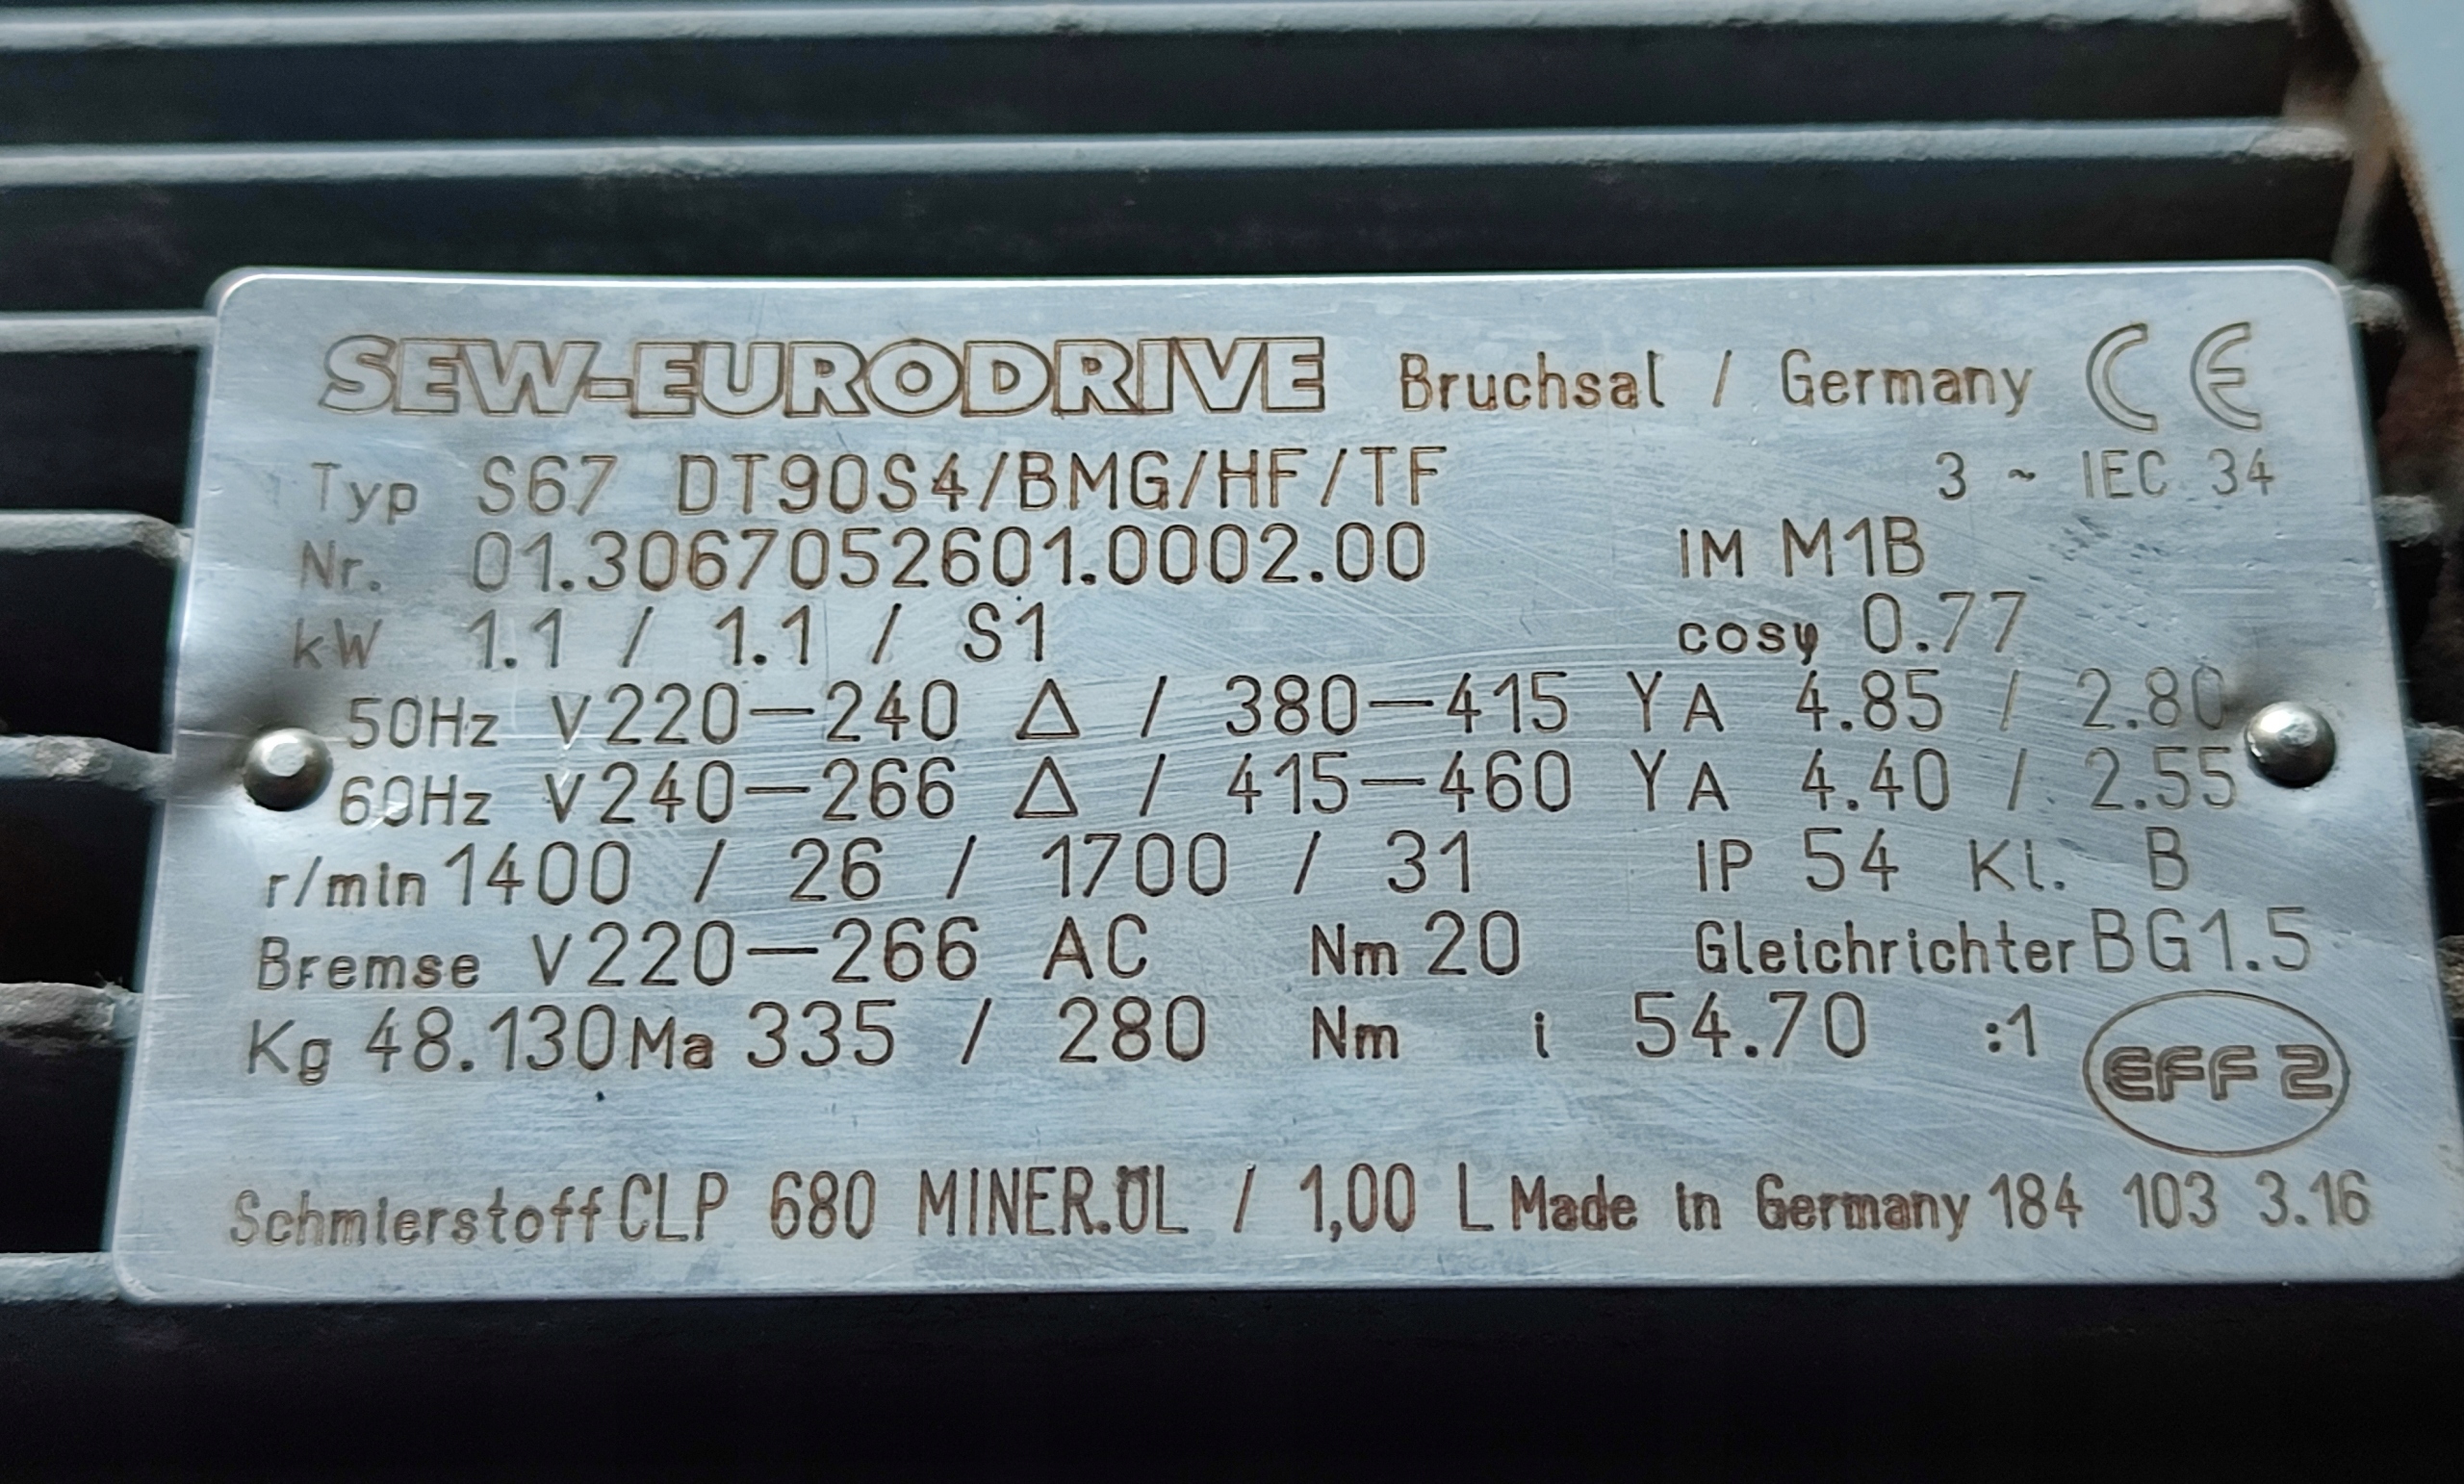 SEW-EURODRIVE Bruchsal / Germany CE
Typ S67 DT90S4/BMG/HF/TF 3 ~ IEC 34
Nr. 01.3067052601.0002.00 IM M1B
kW 1.1 / 1.1 / S1 cosφ 0.77
50Hz V 220-240 Δ / 380-415 Y A 4.85 / 2.80
60Hz V 240-266 Δ / 415-460 Y A 4.40 / 2.55
r/min 1400 / 26 / 1700 / 31 IP 54 Kl. B
Bremse V 220-266 AC Nm 20 Gleichrichter BG1.5
Kg 48.130 Ma 335 / 280 Nm i 54.70 :1
EFF 2
Schmierstoff CLP 680 MINER.ÖL / 1,00 L Made in Germany 184 103 3.16